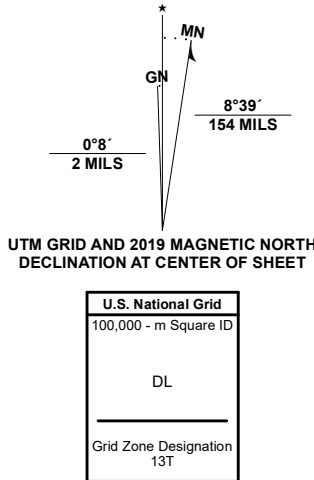 ★
MN
GN
8°39´
154 MILS
0°8´
2 MILS
UTM GRID AND 2019 MAGNETIC NORTH
DECLINATION AT CENTER OF SHEET
U.S. National Grid
100,000 - m Square ID
DL
Grid Zone Designation
13T